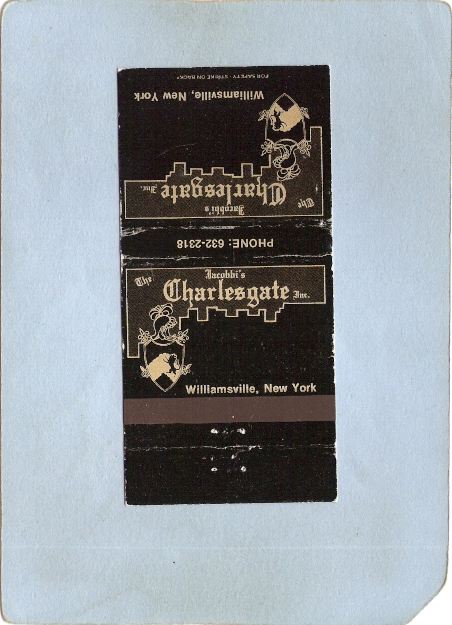 FOR SAFETY - STRIKE ON BACK
Williamsville, New York
The Jacobbi's
Charlesgate Inc.
PHONE: 632-2318
The Jacobbi's
Charlesgate Inc.
Williamsville, New York